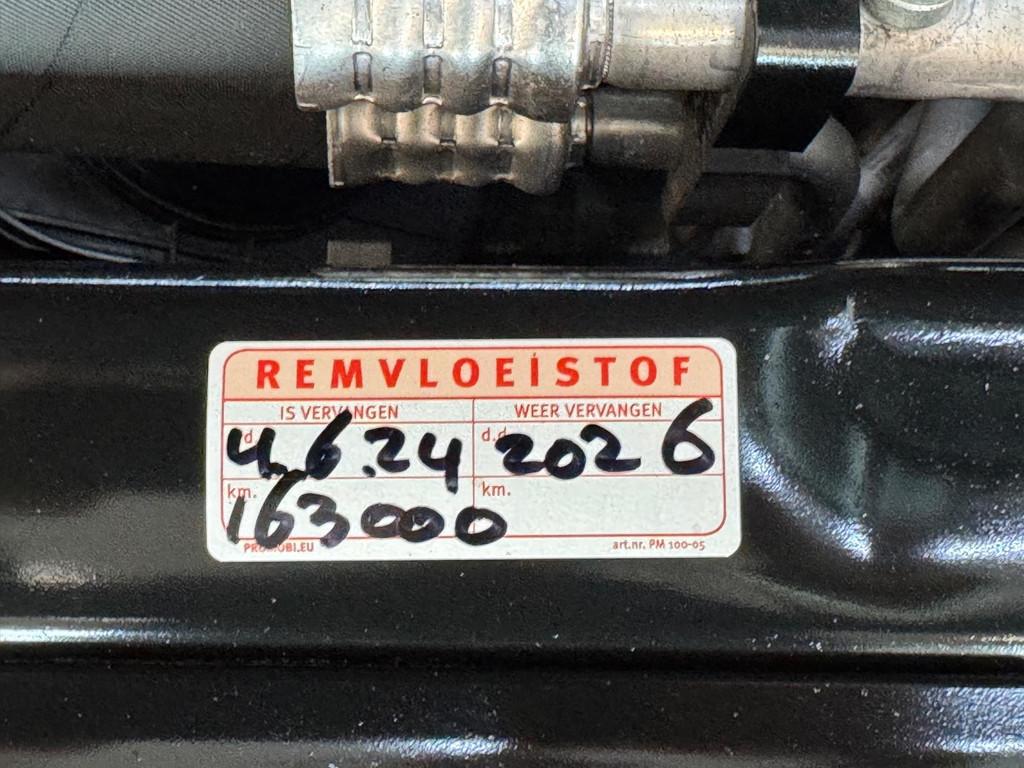 REMVLOEISTOF
IS VERVANGEN WEER VERVANGEN
d.d. 4.6.24 d.d. 2026
km. 163000 km.
PROMOBI.EU art.nr. PM 100-05